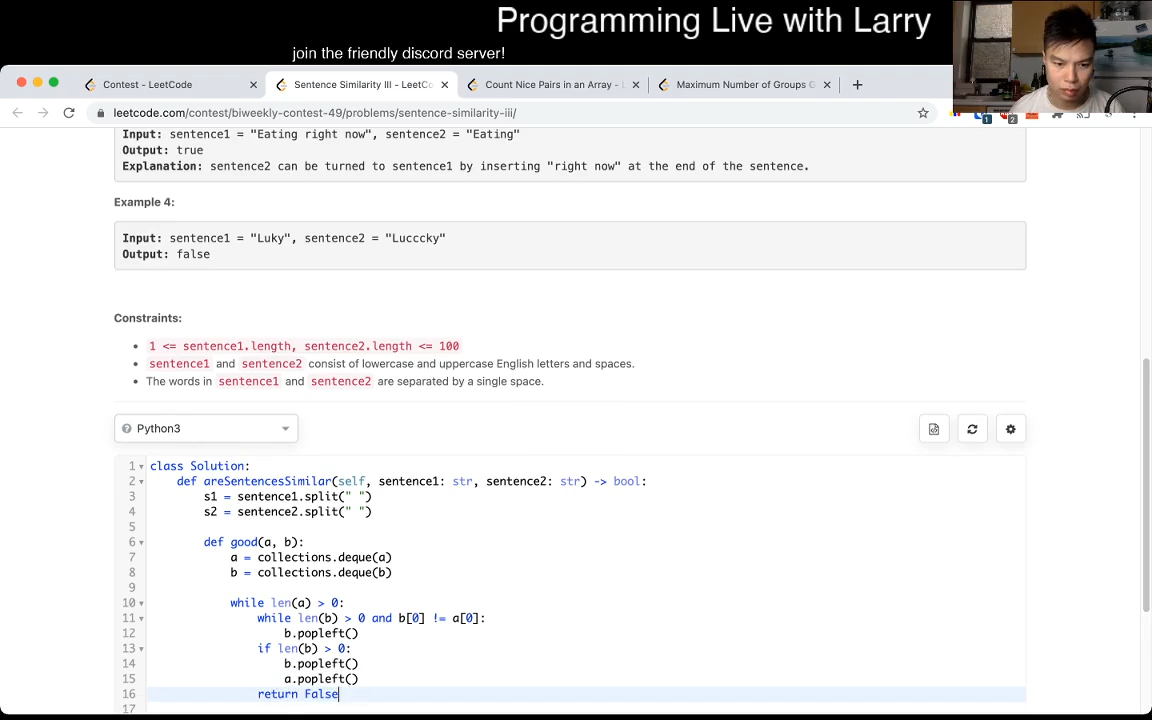 Programming Live with Larry
join the friendly discord server!
Contest - LeetCode
Sentence Similarity III - LeetCo
Count Nice Pairs in an Array - L
Maximum Number of Groups G
leetcode.com/contest/biweekly-contest-49/problems/sentence-similarity-iii/
Input: sentence1 = "Eating right now", sentence2 = "Eating"
Output: true
Explanation: sentence2 can be turned to sentence1 by inserting "right now" at the end of the sentence.
Example 4:
Input: sentence1 = "Luky", sentence2 = "Lucccky"
Output: false
Constraints:
1 <= sentence1.length, sentence2.length <= 100
sentence1 and sentence2 consist of lowercase and uppercase English letters and spaces.
The words in sentence1 and sentence2 are separated by a single space.
Python3
1 class Solution:
2 def areSentencesSimilar(self, sentence1: str, sentence2: str) -> bool:
3 s1 = sentence1.split(" ")
4 s2 = sentence2.split(" ")
5
6 def good(a, b):
7 a = collections.deque(a)
8 b = collections.deque(b)
9
10 while len(a) > 0:
11 while len(b) > 0 and b[0] != a[0]:
12 b.popleft()
13 if len(b) > 0:
14 b.popleft()
15 a.popleft()
16 return False
17